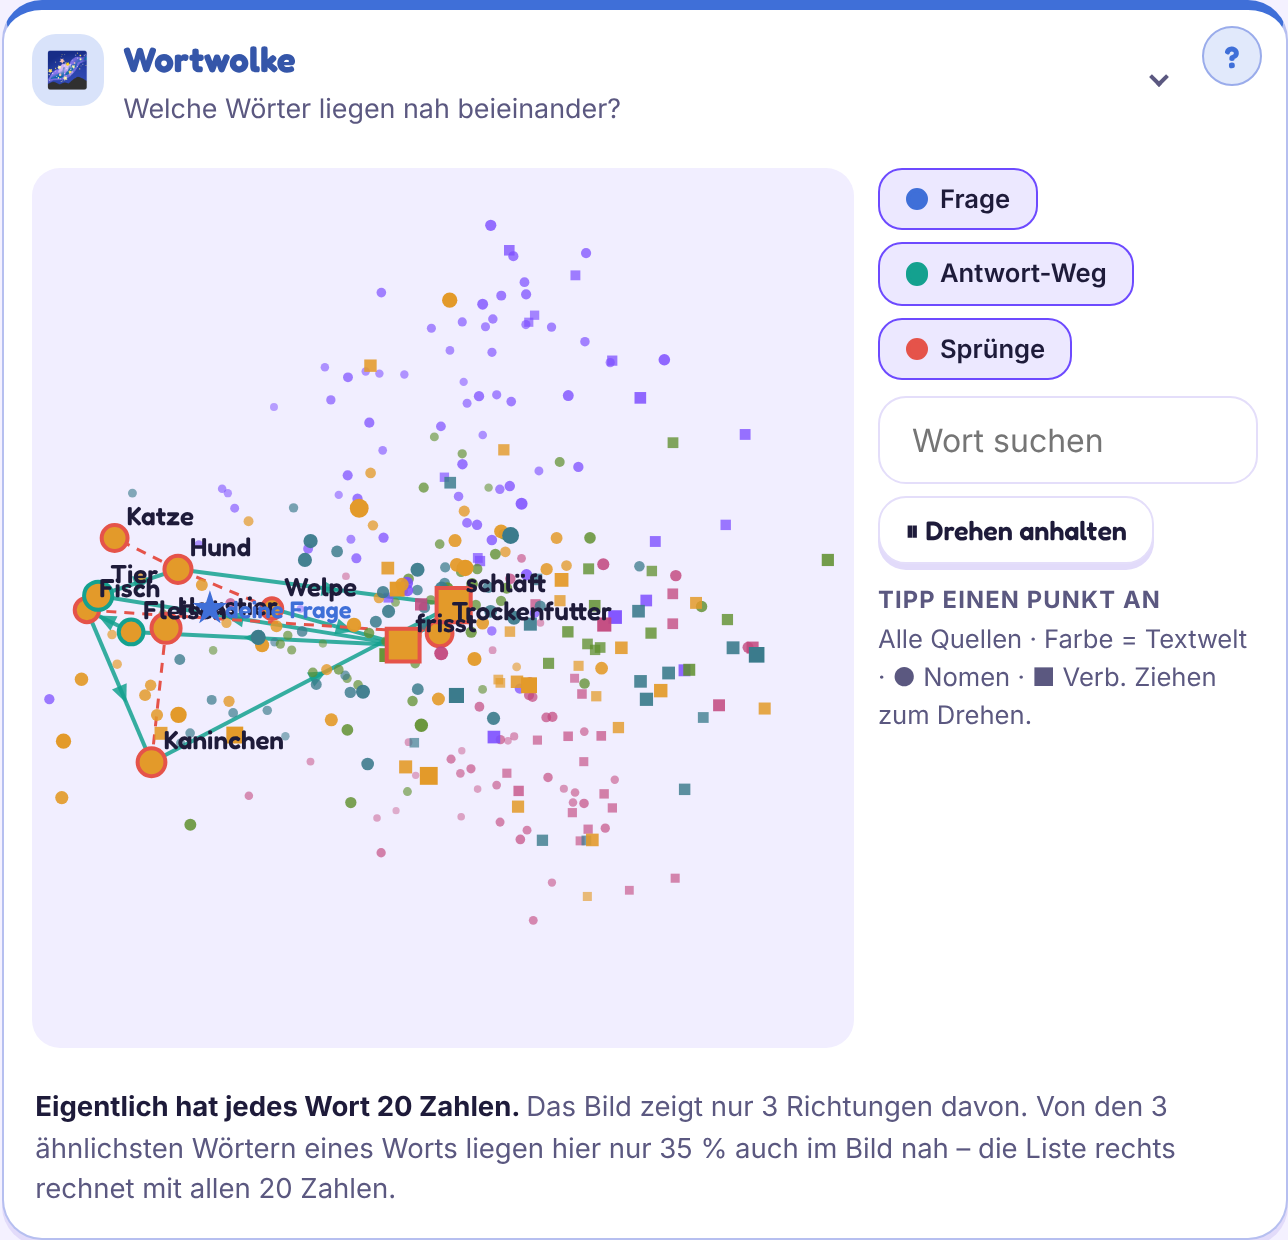 Wortwolke
Welche Wörter liegen nah beieinander?
?
Frage
Antwort-Weg
Sprünge
Wort suchen
Drehen anhalten
TIPP EINEN PUNKT AN
Alle Quellen · Farbe = Textwelt
· ● Nomen · ■ Verb. Ziehen
zum Drehen.
Katze
Hund
Tier
Fisch
Welpe
schläft
Frage
Trockenfutter
frisst
Kaninchen
Eigentlich hat jedes Wort 20 Zahlen. Das Bild zeigt nur 3 Richtungen davon. Von den 3
ähnlichsten Wörtern eines Worts liegen hier nur 35 % auch im Bild nah – die Liste rechts
rechnet mit allen 20 Zahlen.